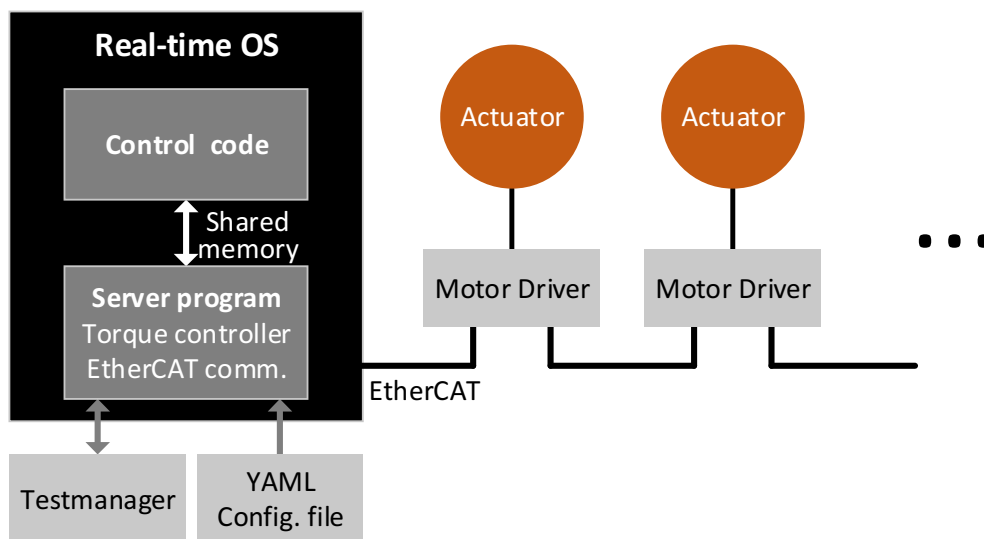 Real-time OS
Control code
Shared
memory
Server program
Torque controller
EtherCAT comm.
Testmanager
YAML
Config. file
Actuator
Actuator
Motor Driver
Motor Driver
EtherCAT